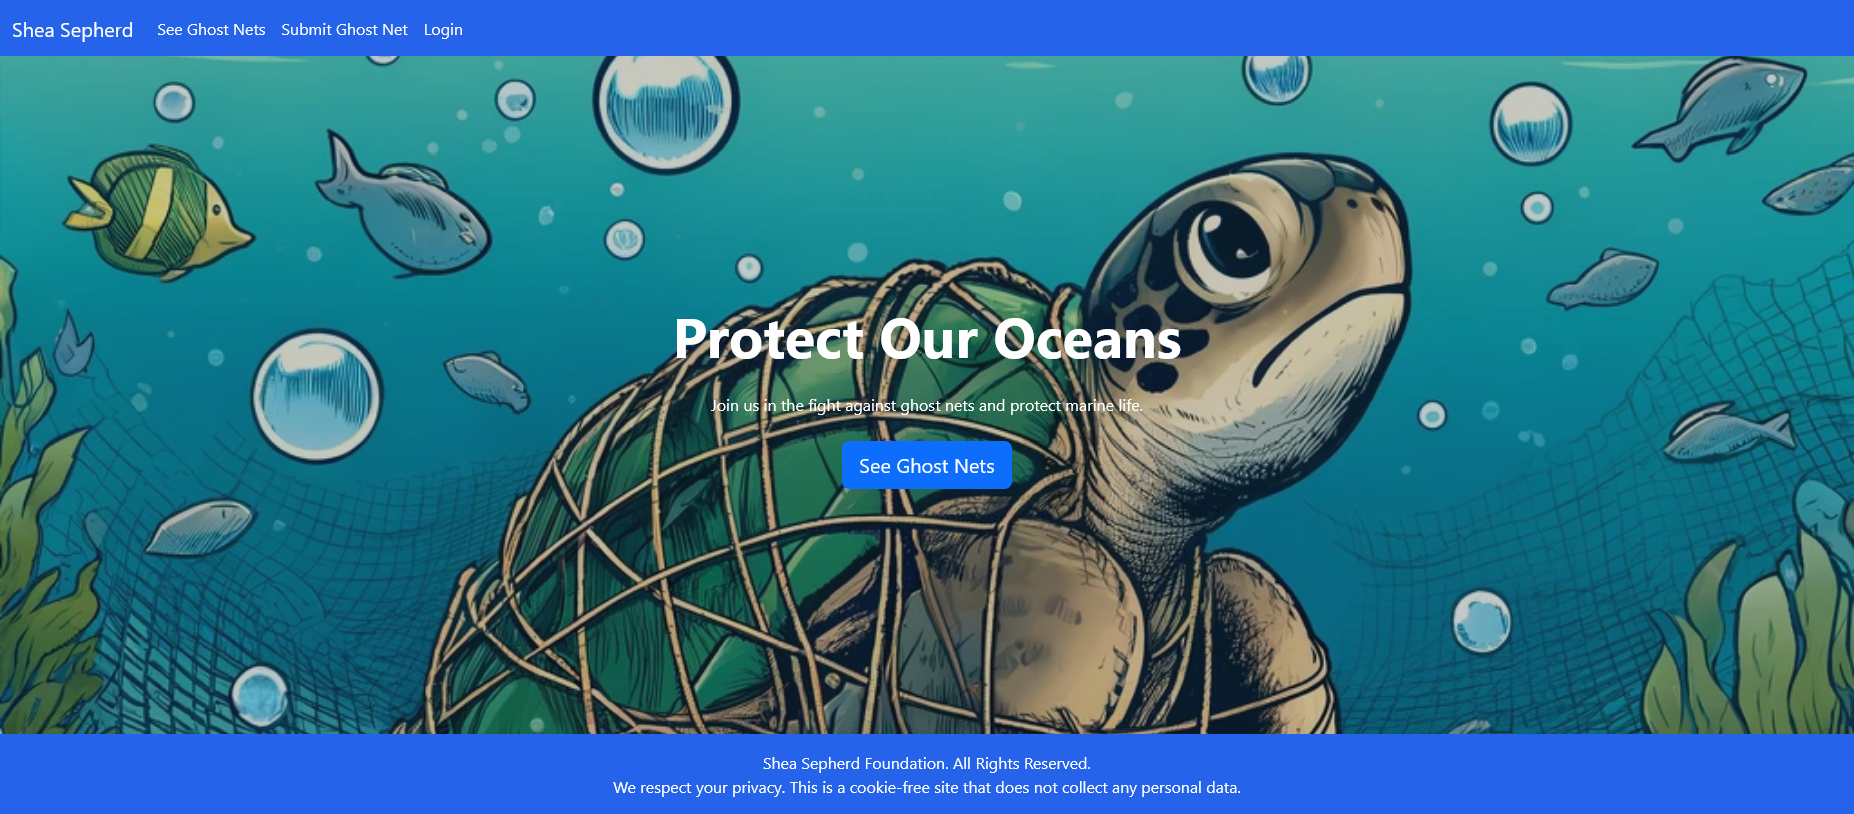 Shea Sepherd
See Ghost Nets
Submit Ghost Net
Login
Protect Our Oceans
Join us in the fight against ghost nets and protect marine life.
See Ghost Nets
Shea Sepherd Foundation. All Rights Reserved.
We respect your privacy. This is a cookie-free site that does not collect any personal data.